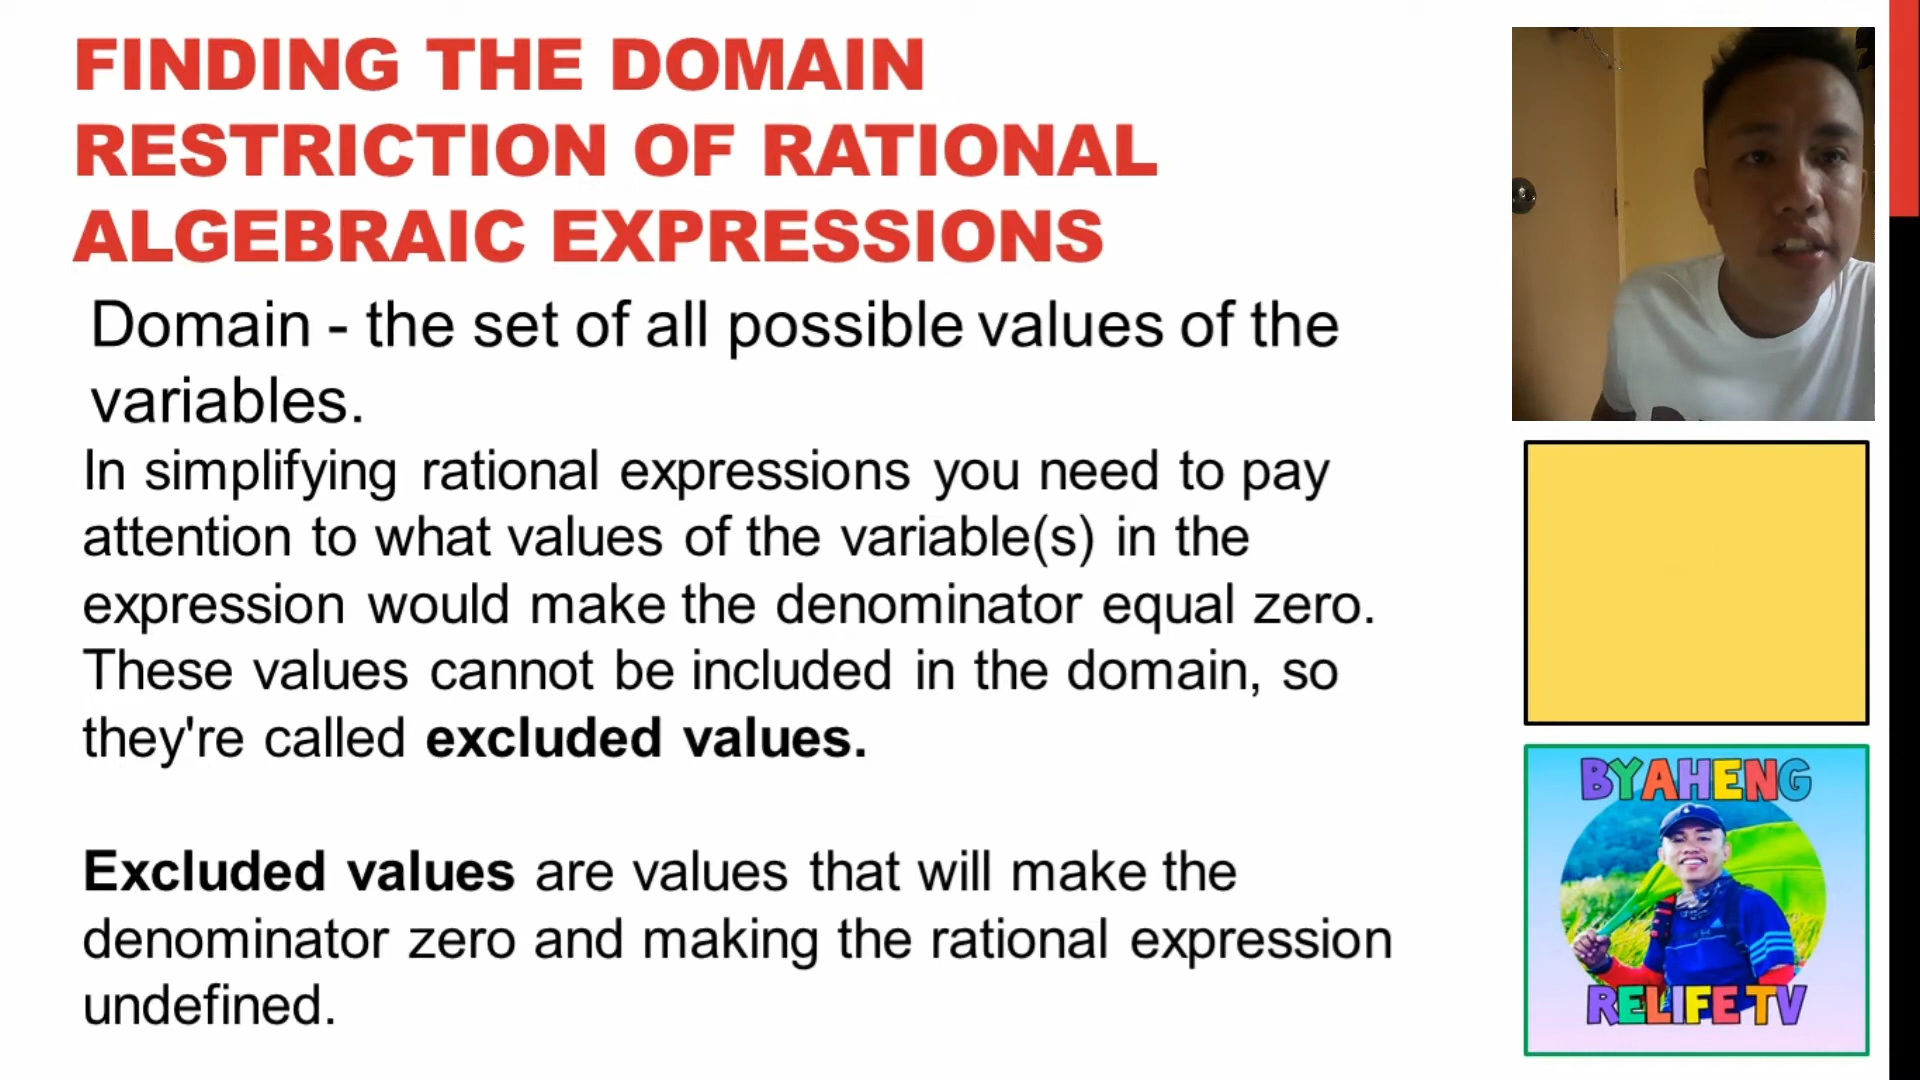 FINDING THE DOMAIN
RESTRICTION OF RATIONAL
ALGEBRAIC EXPRESSIONS
Domain - the set of all possible values of the
variables.
In simplifying rational expressions you need to pay
attention to what values of the variable(s) in the
expression would make the denominator equal zero.
These values cannot be included in the domain, so
they're called excluded values.
Excluded values are values that will make the
denominator zero and making the rational expression
undefined.
BYAHENG
RELIFE TV